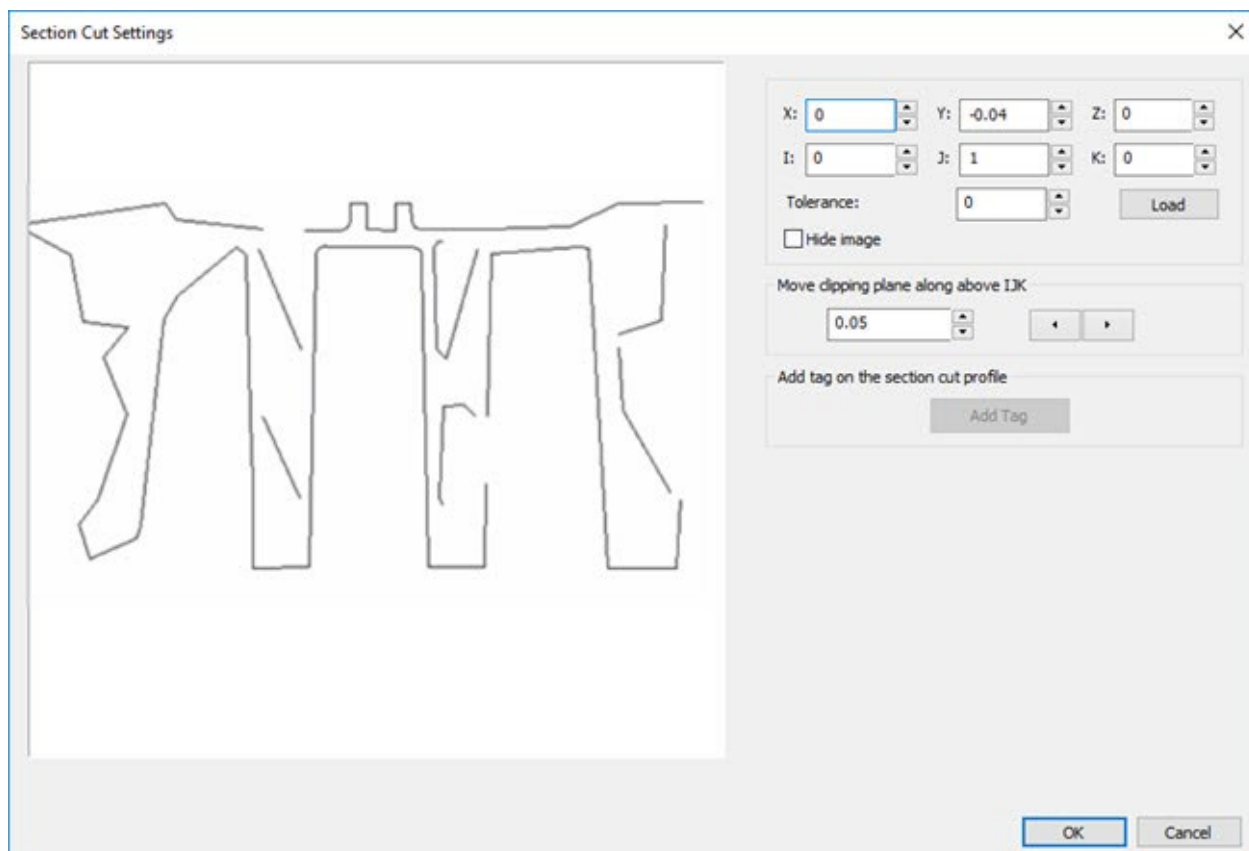 Section Cut Settings
X: 0 Y: -0.04 Z: 0
I: 0 J: 1 K: 0
Tolerance: 0 Load
Hide image
Move clipping plane along above IJK
0.05
Add tag on the section cut profile
Add Tag
OK Cancel